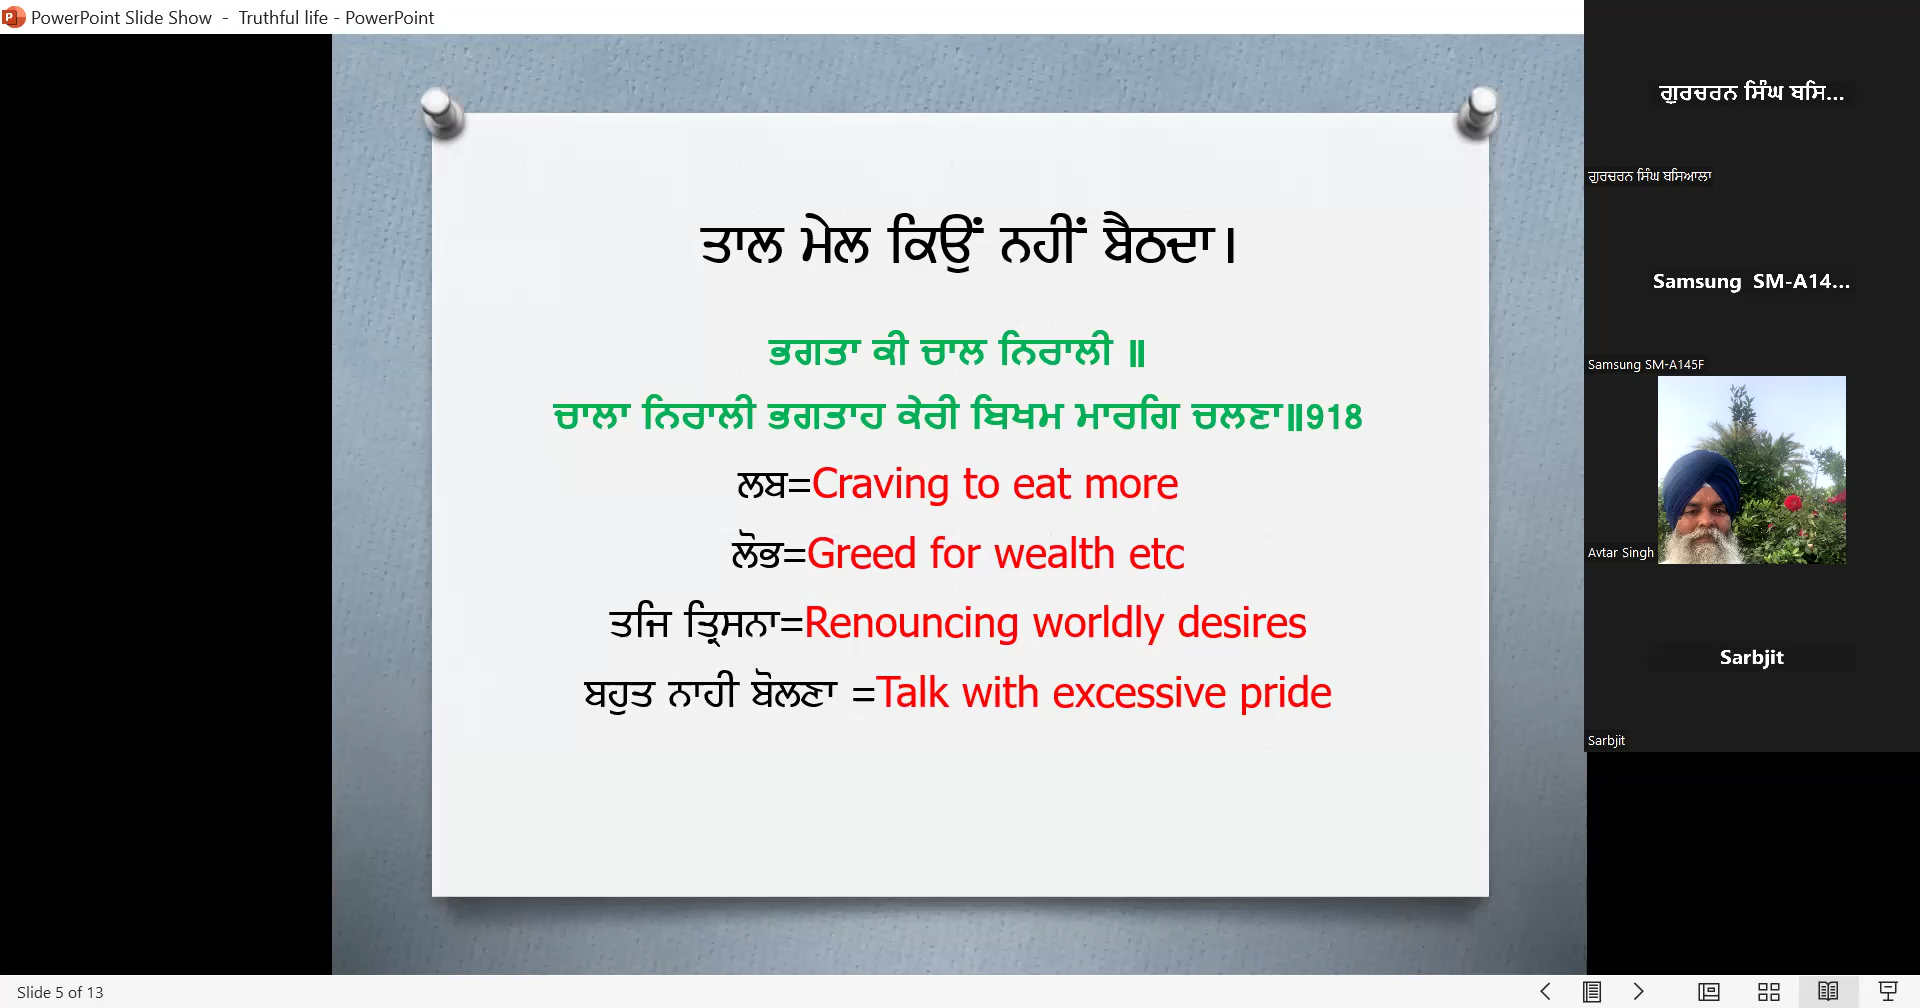 PowerPoint Slide Show - Truthful life - PowerPoint
ਤਾਲ ਮੇਲ ਕਿਉਂ ਨਹੀਂ ਬੈਠਦਾ।
ਭਗਤਾ ਕੀ ਚਾਲ ਨਿਰਾਲੀ ॥
ਚਾਲਾ ਨਿਰਾਲੀ ਭਗਤਾਹ ਕੇਰੀ ਬਿਖਮ ਮਾਰਗਿ ਚਲਣਾ॥918
ਲਬ=Craving to eat more
ਲੋਭ=Greed for wealth etc
ਤਜਿ ਤ੍ਰਿਸਨਾ=Renouncing worldly desires
ਬਹੁਤ ਨਾਹੀ ਬੋਲਣਾ =Talk with excessive pride
ਗੁਰਚਰਨ ਸਿੰਘ ਬਸਿ...
ਗੁਰਚਰਨ ਸਿੰਘ ਬਸਿਆਲਾ
Samsung SM-A14...
Samsung SM-A145F
Avtar Singh
Sarbjit
Sarbjit
Slide 5 of 13